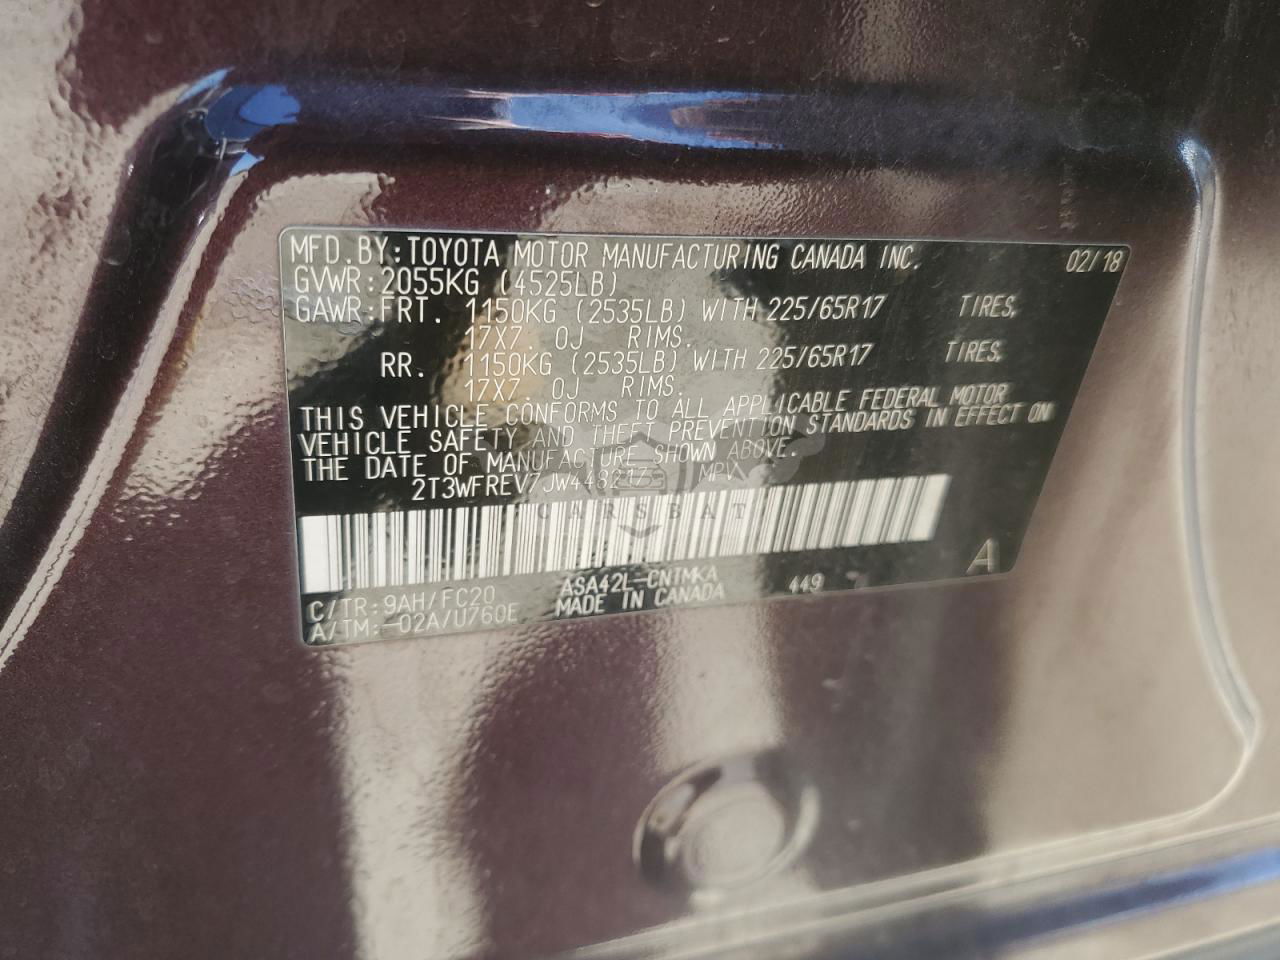 MFD.BY:TOYOTA MOTOR MANUFACTURING CANADA INC. 02/18
GVWR:2055KG (4525LB)
GAWR:FRT. 1150KG (2535LB) WITH 225/65R17 TIRES,
17X7. 0J RIMS.
RR. 1150KG (2535LB) WITH 225/65R17 TIRES,
17X7. 0J RIMS.
THIS VEHICLE CONFORMS TO ALL APPLICABLE FEDERAL MOTOR
VEHICLE SAFETY AND THEFT PREVENTION STANDARDS IN EFFECT ON
THE DATE OF MANUFACTURE SHOWN ABOVE.
2T3WFREV7JW448217 MPV
CARSBAT
A
C/TR:9AH/FC20 ASA42L-CNTMKA 449
A/TM:-02A/U760E MADE IN CANADA